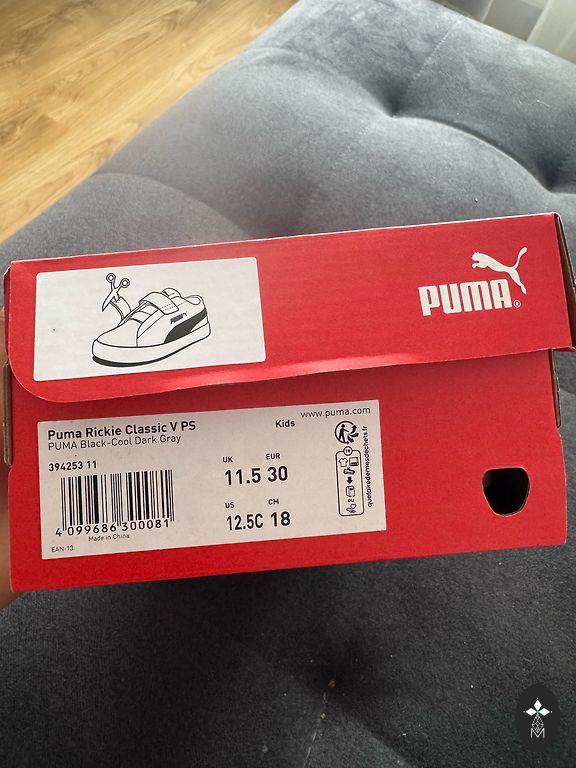 PUMA®
PUMA
www.puma.com
Puma Rickie Classic V PS
Kids
PUMA Black-Cool Dark Gray
394253 11
UK EUR
11.5 30
US CM
12.5C 18
4 099686 300081
Made in China
EAN-13
quefairedemesdechets.fr
M